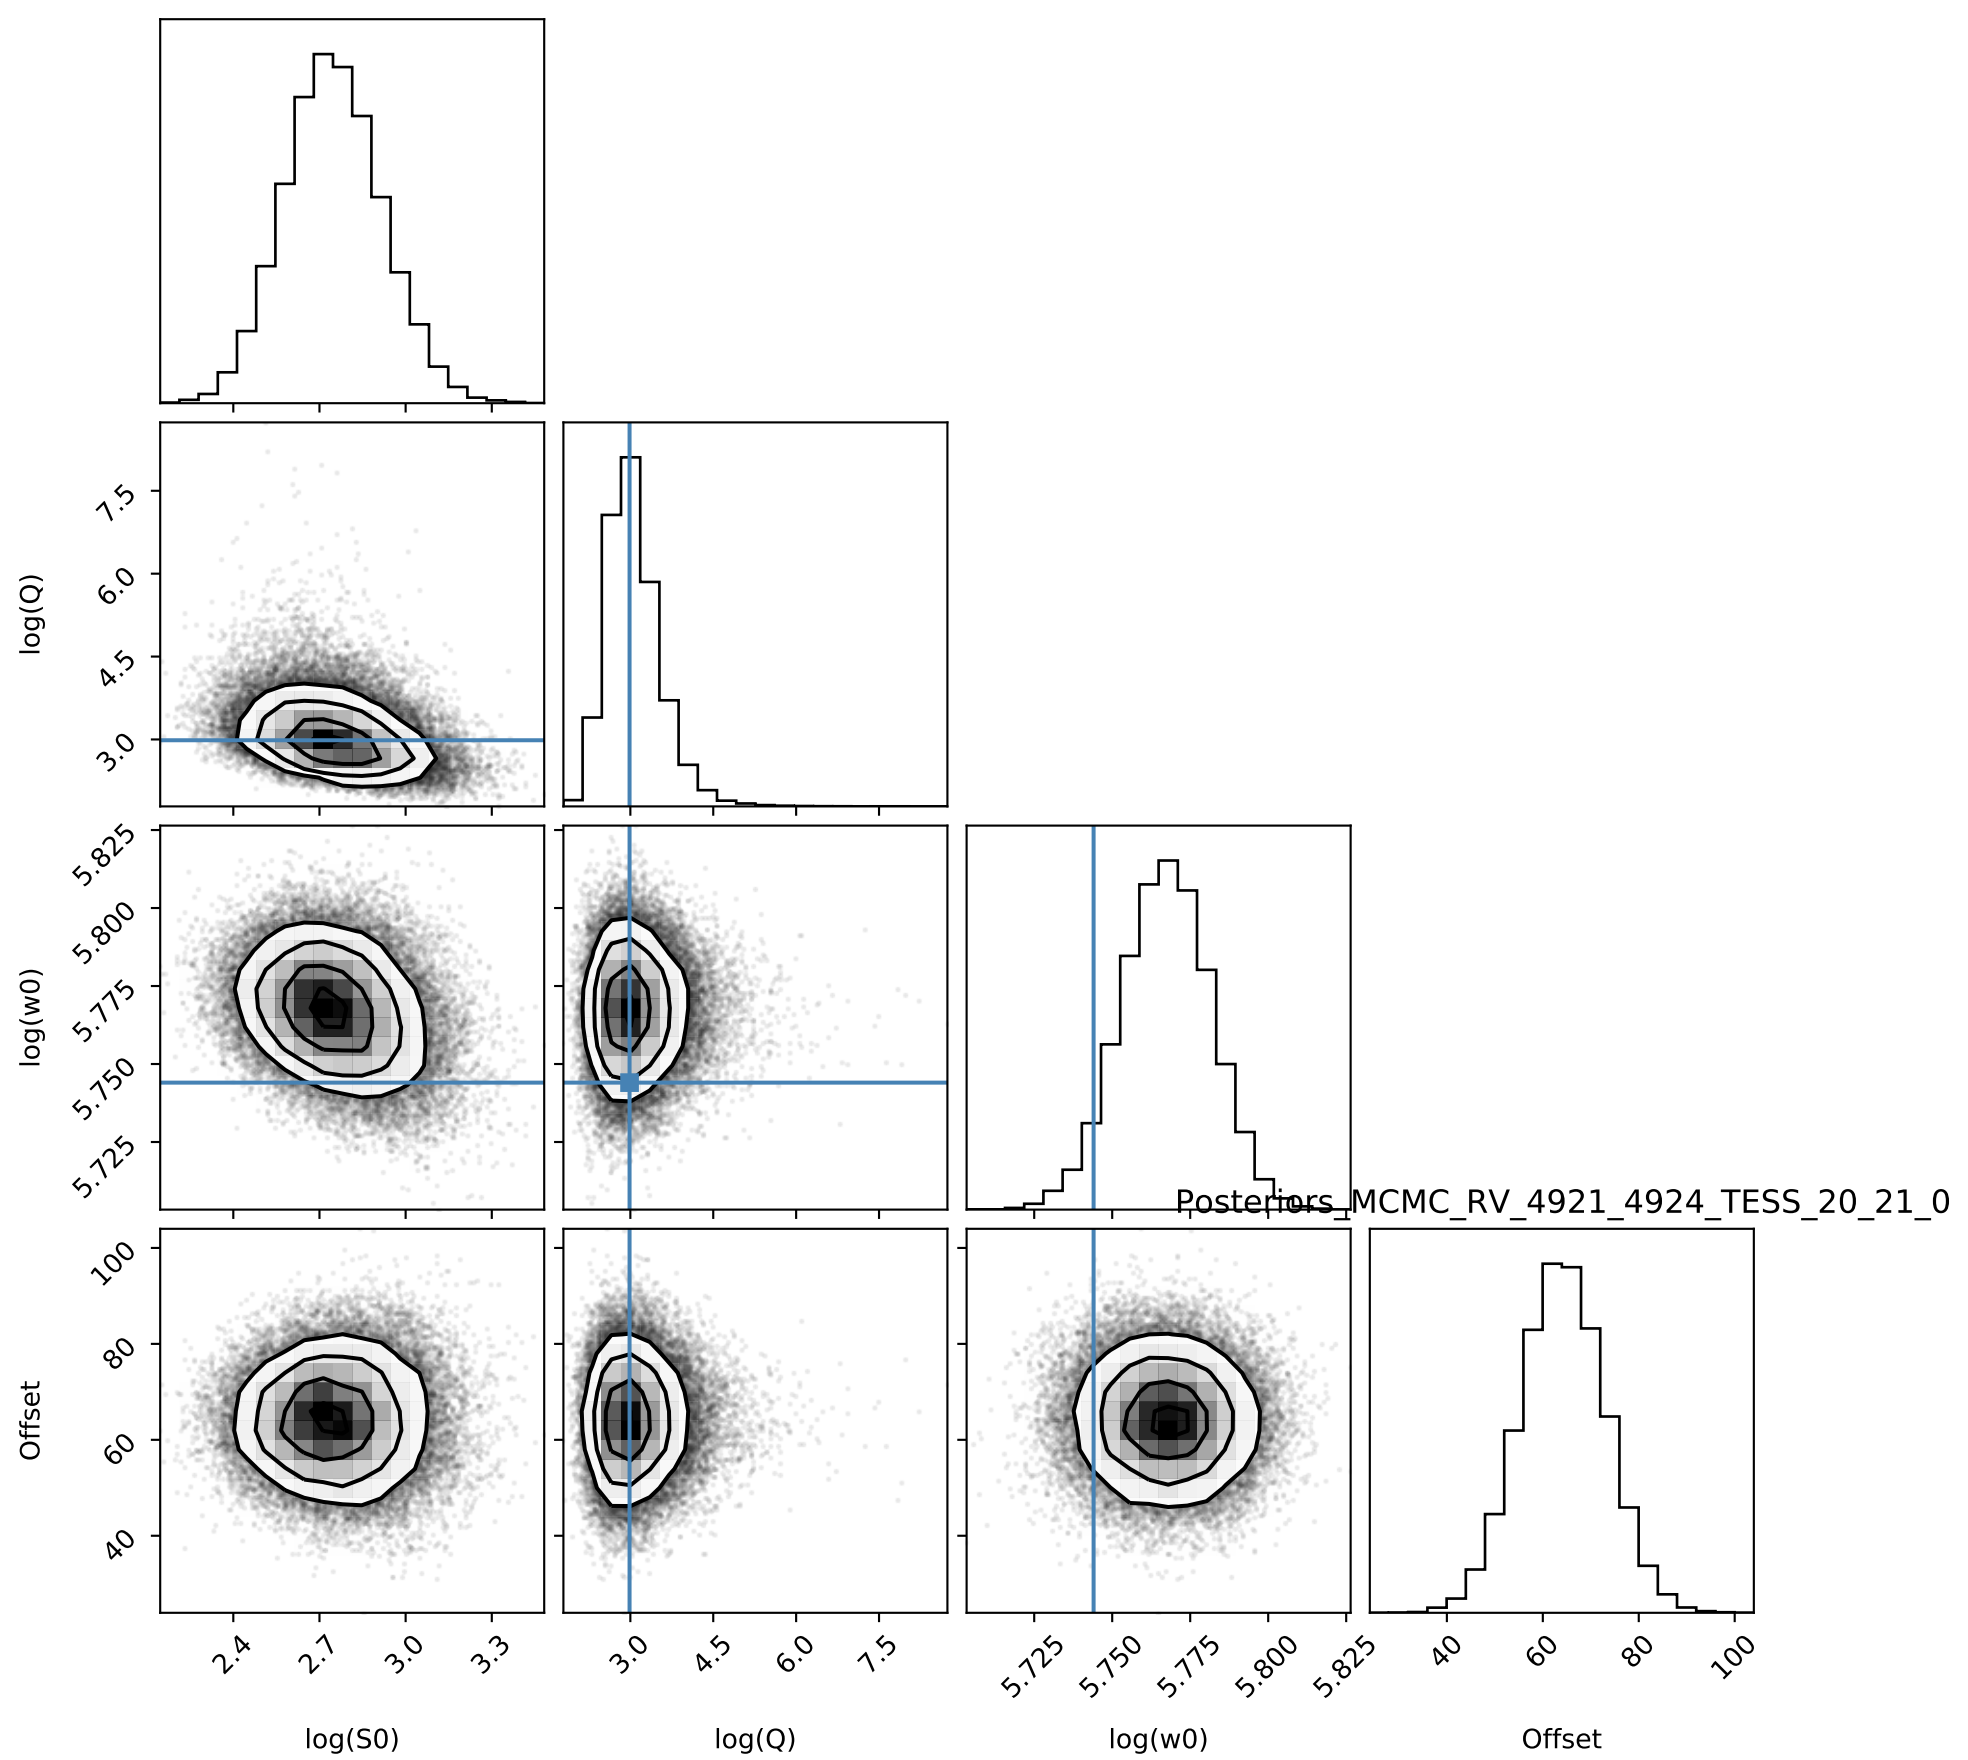 log(Q)
7.5
6.0
4.5
3.0
log(w0)
5.825
5.800
5.775
5.750
5.725
Posteriors_MCMC_RV_4921_4924_TESS_20_21_0
Offset
100
80
60
40
2.4 2.7 3.0 3.3 3.0 4.5 6.0 7.5 5.725 5.750 5.775 5.800 5.825 40 60 80 100
log(S0) log(Q) log(w0) Offset